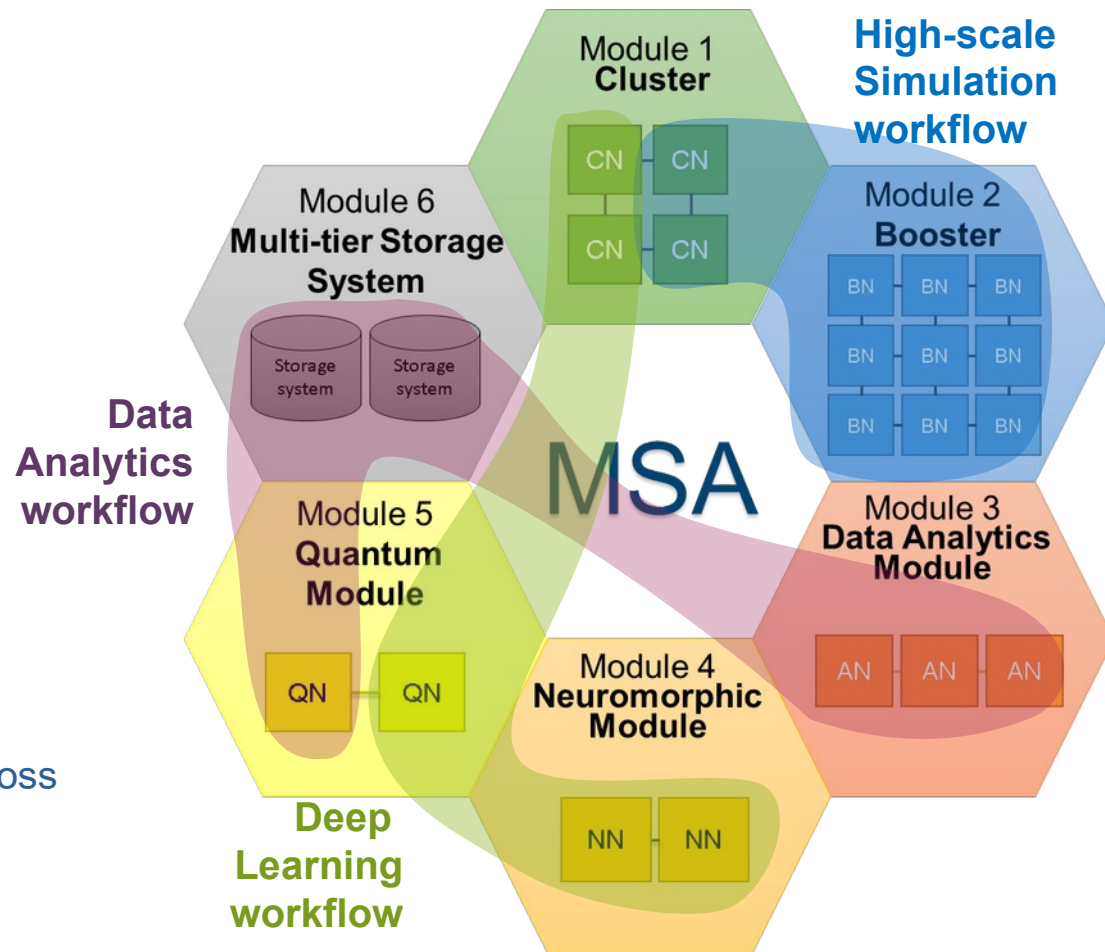 Module 1
Cluster
CN CN
CN CN
High-scale
Simulation
workflow
Module 2
Booster
BN BN BN
BN BN BN
BN BN BN
Module 6
Multi-tier Storage
System
Storage
system
Storage
system
Data
Analytics
workflow
MSA
Module 3
Data Analytics
Module
AN AN AN
Module 5
Quantum
Module
QN QN
Module 4
Neuromorphic
Module
NN NN
oss
Deep
Learning
workflow